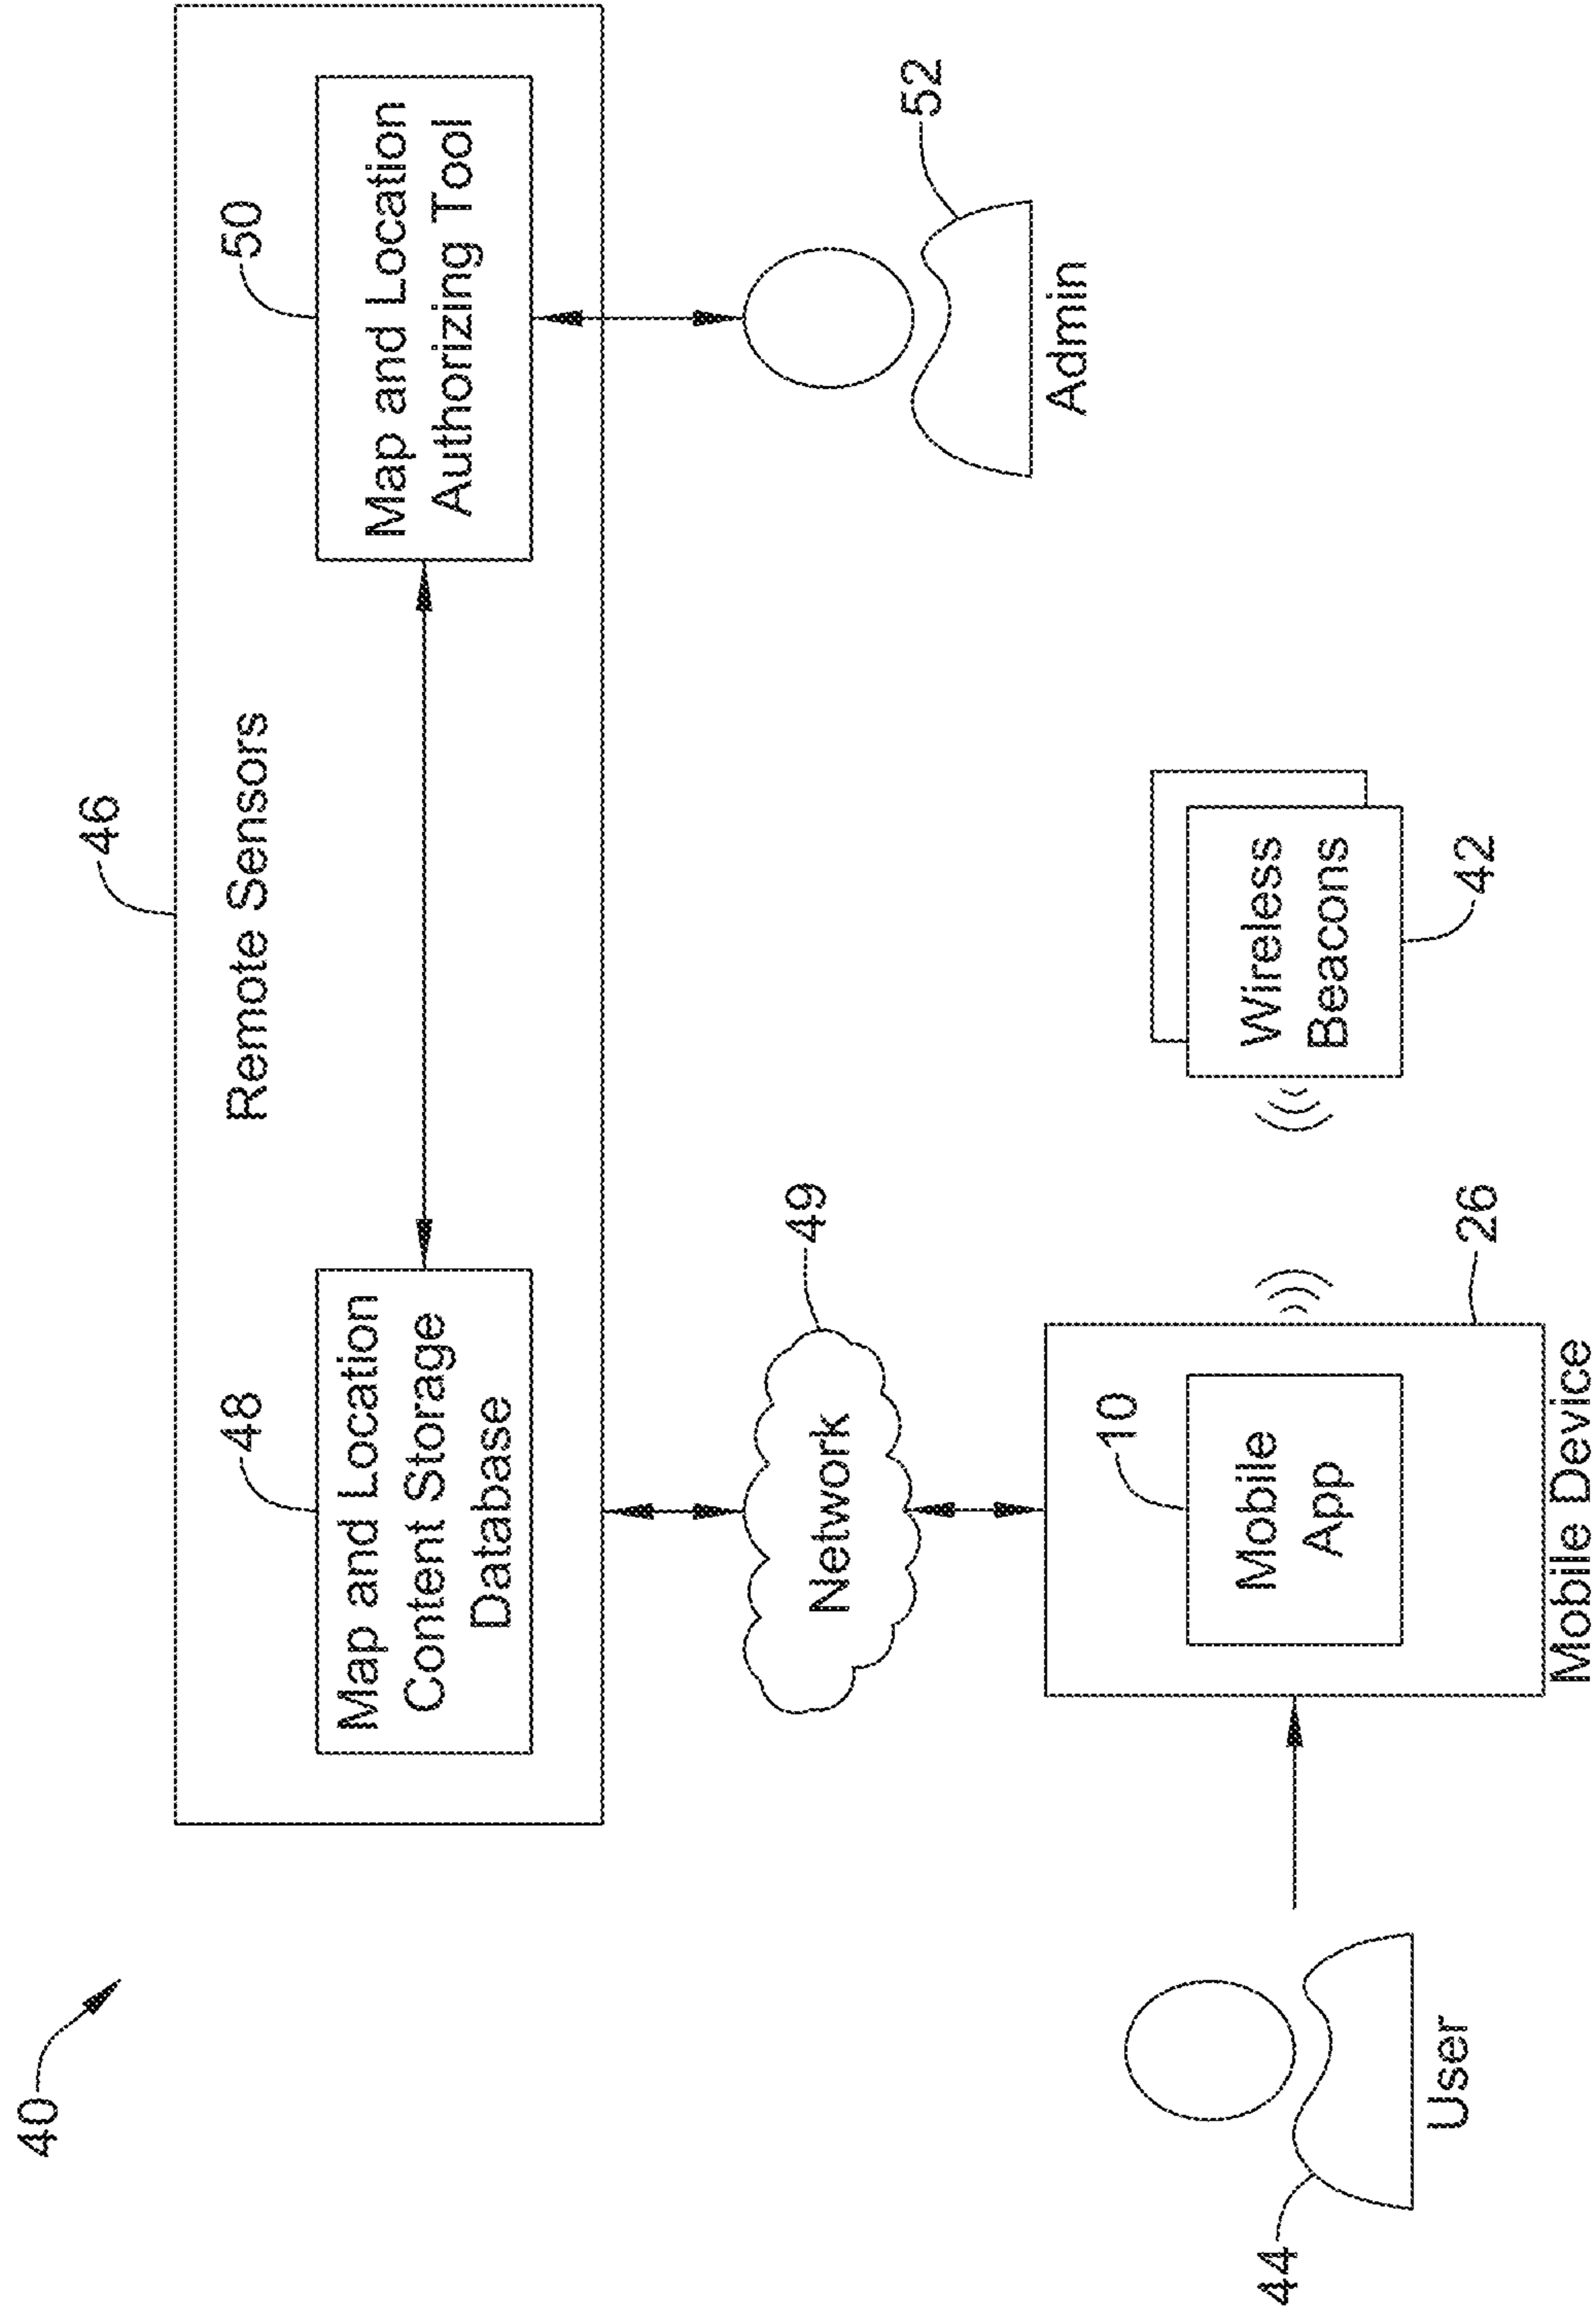 40
46
Remote Sensors
48
Map and Location
Content Storage
Database
50
Map and Location
Authorizing Tool
49
Network
52
Admin
44
User
10
Mobile
App
26
Mobile Device
Wireless
Beacons
42